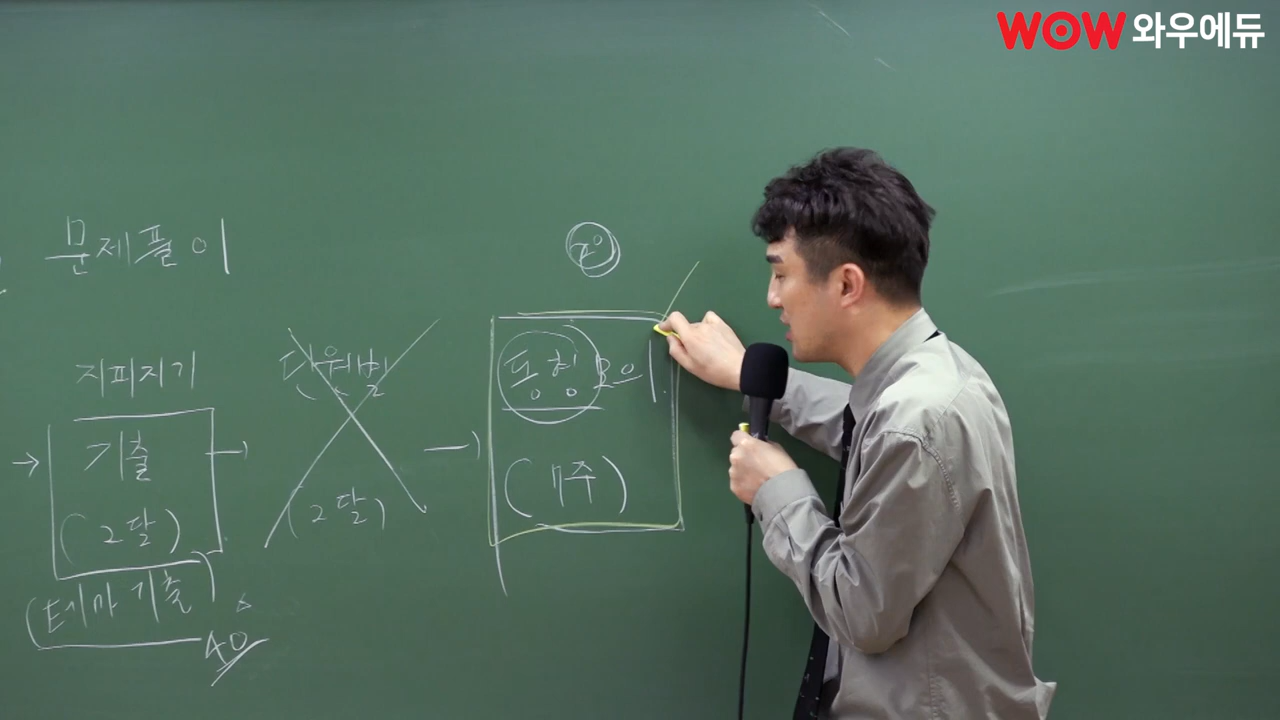 WOW 와우에듀
문제풀이
지피지기
기출
(2달)
(테마 기출)
40
단원별
(2달)
동형모의
(7주)